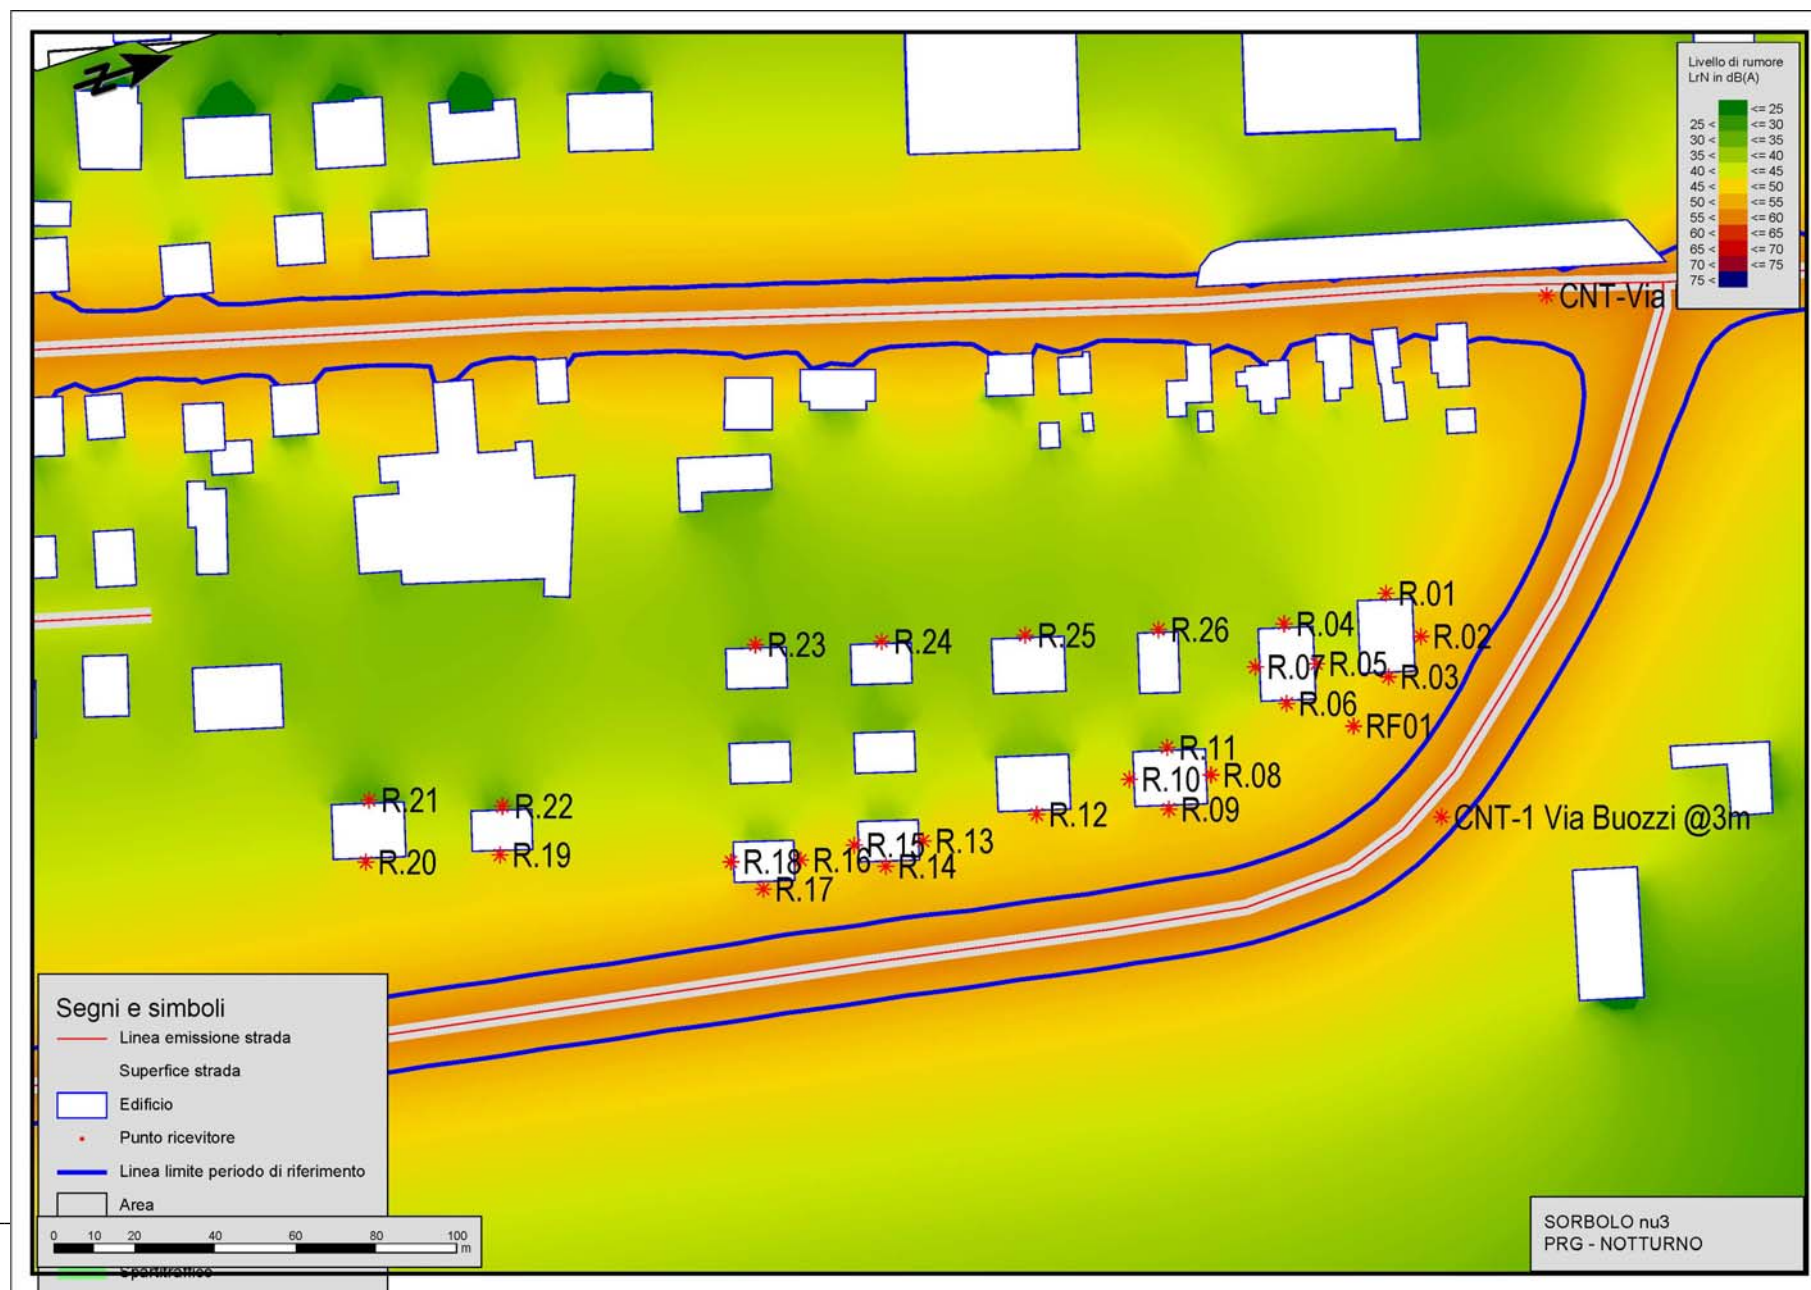 Z
Livello di rumore
LrN in dB(A)
<= 25
25 < <= 30
30 < <= 35
35 < <= 40
40 < <= 45
45 < <= 50
50 < <= 55
55 < <= 60
60 < <= 65
65 < <= 70
70 < <= 75
75 <
CNT-Via
R.01
R.04
R.26
R.02
R.25
R.24
R.23
R.07
R.05
R.03
R.06
RF01
R.11
R.10
R.08
R.09
R.12
CNT-1 Via Buozzi @3m
R.21
R.22
R.13
R.15
R.19
R.20
R.18
R.16
R.14
R.17
Segni e simboli
Linea emissione strada
Superfice strada
Edificio
Punto ricevitore
Linea limite periodo di riferimento
Area
0 10 20 40 60 80 100
m
Spartitraffico
SORBOLO nu3
PRG - NOTTURNO